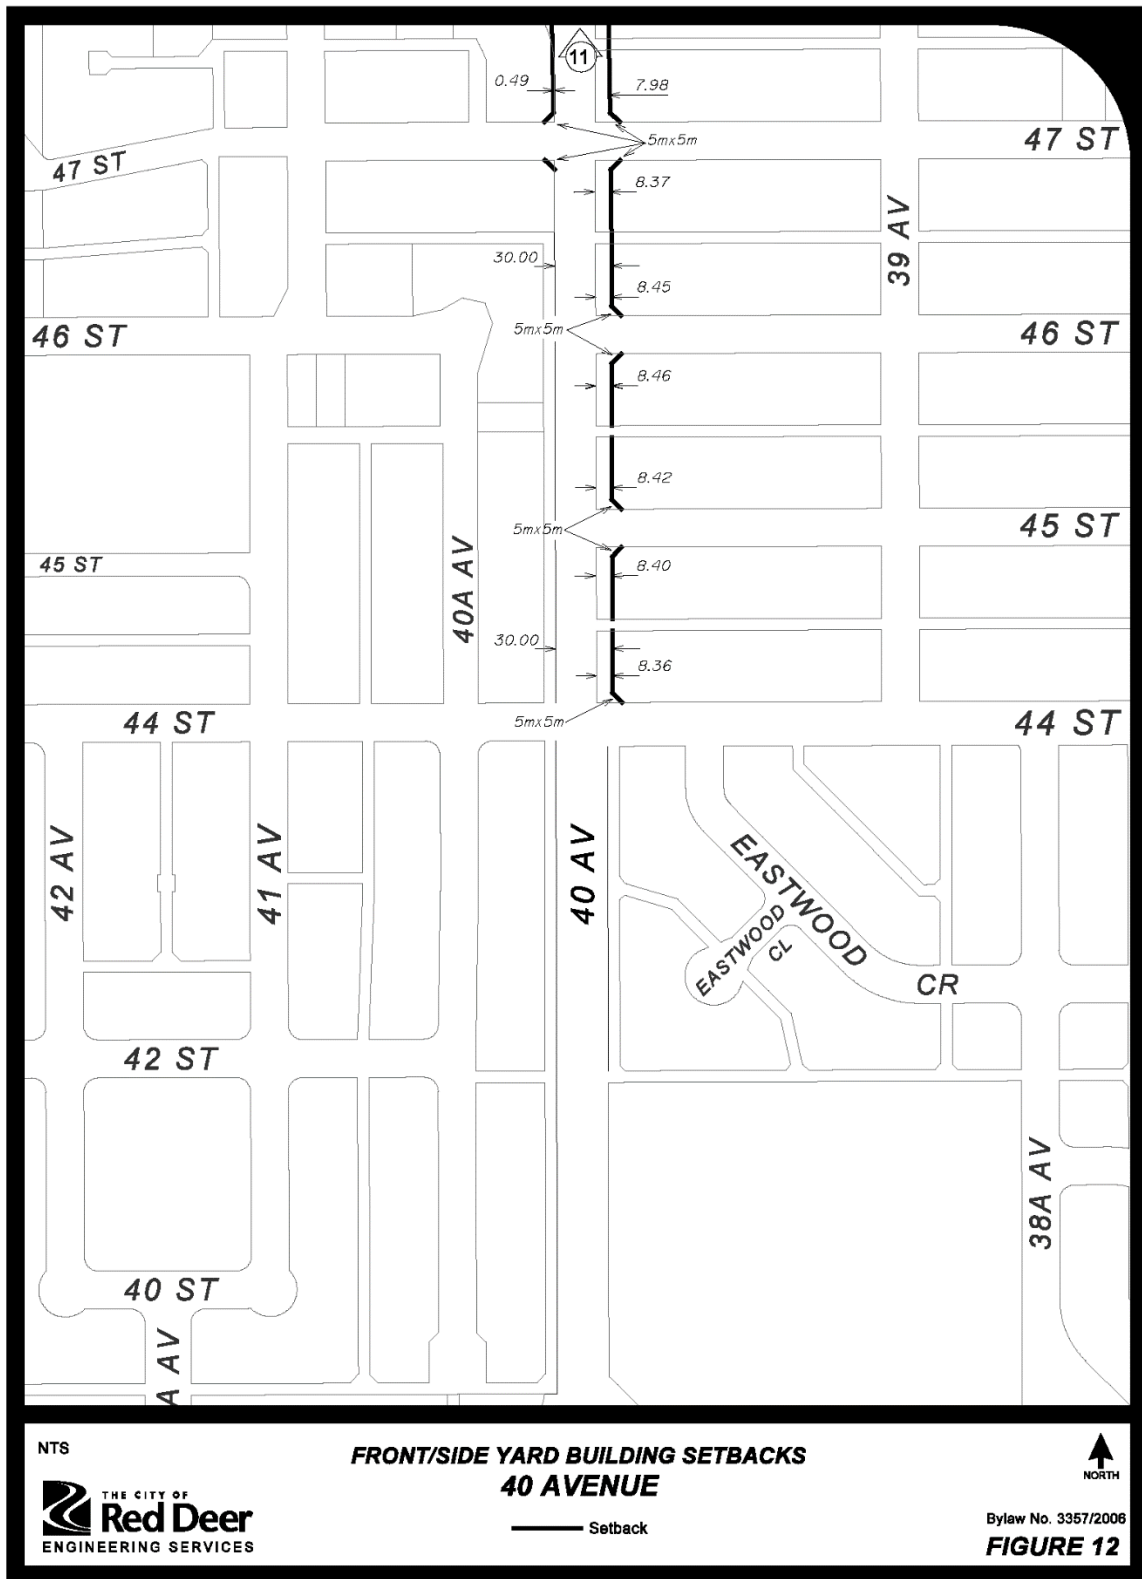 11
0.49
7.98
5mx5m
47 ST
47 ST
8.37
39 AV
30.00
8.45
46 ST
5mx5m
46 ST
8.46
8.42
5mx5m
45 ST
45 ST
8.40
40A AV
30.00
8.36
44 ST
5mx5m
44 ST
42 AV
41 AV
40 AV
EASTWOOD
EASTWOOD
CL
CR
42 ST
38A AV
40 ST
A AV
NTS
FRONT/SIDE YARD BUILDING SETBACKS
40 AVENUE
Setback
NORTH
THE CITY OF
Red Deer
ENGINEERING SERVICES
Bylaw No. 3357/2006
FIGURE 12